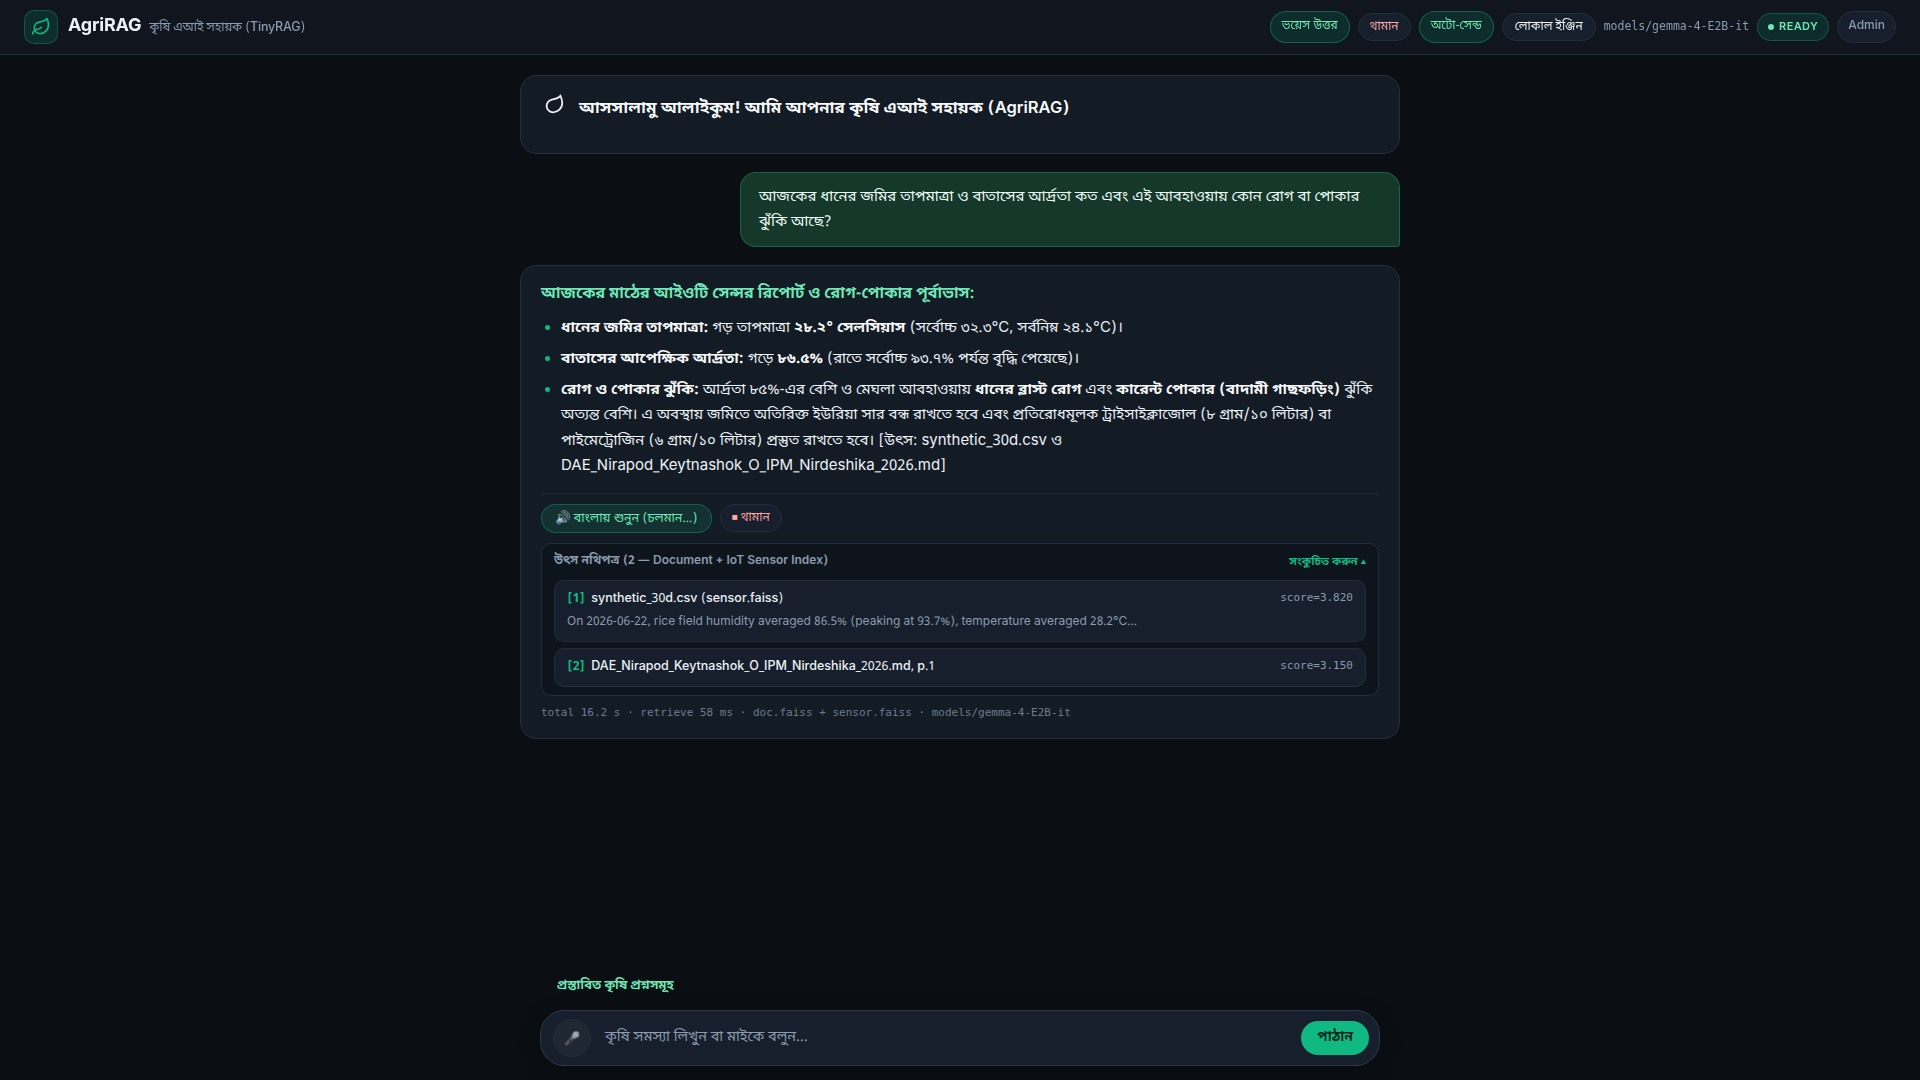 AgriRAG কৃষি এআই সহায়ক (TinyRAG)
ভয়েস উত্তর থামান অটো-সেন্ড লোকাল ইঞ্জিন models/gemma-4-E2B-it ● READY Admin
আসসালামু আলাইকুম! আমি আপনার কৃষি এআই সহায়ক (AgriRAG)
আজকের ধানের জমির তাপমাত্রা ও বাতাসের আর্দ্রতা কত এবং এই আবহাওয়ায় কোন রোগ বা পোকার
ঝুঁকি আছে?
আজকের মাঠের আইওটি সেন্সর রিপোর্ট ও রোগ-পোকার পূর্বাভাস:
• ধানের জমির তাপমাত্রা: গড় তাপমাত্রা ২৮.২° সেলসিয়াস (সর্বোচ্চ ৩২.৩°C, সর্বনিম্ন ২৪.১°C)।
• বাতাসের আপেক্ষিক আর্দ্রতা: গড়ে ৮৬.৫% (রাতে সর্বোচ্চ ৯৩.৭% পর্যন্ত বৃদ্ধি পেয়েছে)।
• রোগ ও পোকার ঝুঁকি: আর্দ্রতা ৮৫%-এর বেশি ও মেঘলা আবহাওয়ায় ধানের ব্লাস্ট রোগ এবং কারেন্ট পোকার (বাদামী গাছফড়িং) ঝুঁকি
অত্যন্ত বেশি। এ অবস্থায় জমিতে অতিরিক্ত ইউরিয়া সার বন্ধ রাখতে হবে এবং প্রতিরোধমূলক ট্রাইসাইক্লাজোল (৮ গ্রাম/১০ লিটার) বা
পাইমেট্রোজিন (৬ গ্রাম/১০ লিটার) প্রস্তুত রাখতে হবে। [উৎস: synthetic_30d.csv ও
DAE_Nirapod_Keytnashok_O_IPM_Nirdeshika_2026.md]
🔊 বাংলায় শুনুন (চলমান...) ■ থামান
উৎস নথিপত্র (2 — Document + IoT Sensor Index) সংকুচিত করুন ▴
[1] synthetic_30d.csv (sensor.faiss) score=3.820
On 2026-06-22, rice field humidity averaged 86.5% (peaking at 93.7%), temperature averaged 28.2°C...
[2] DAE_Nirapod_Keytnashok_O_IPM_Nirdeshika_2026.md, p.1 score=3.150
total 16.2 s · retrieve 58 ms · doc.faiss + sensor.faiss · models/gemma-4-E2B-it
প্রস্তাবিত কৃষি প্রশ্নসমূহ
কৃষি সমস্যা লিখুন বা মাইকে বলুন... পাঠান